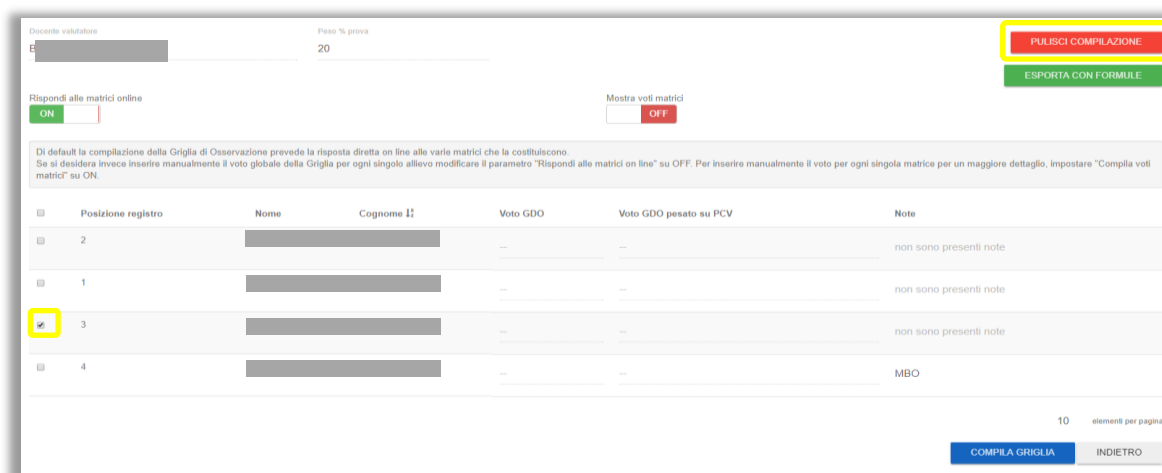 Docente valutatore
Peso % prova
PULISCI COMPILAZIONE
B
20
ESPORTA CON FORMULE
Rispondi alle matrici online
Mostra voti matrici
ON
OFF
Di default la compilazione della Griglia di Osservazione prevede la risposta diretta on line alle varie matrici che la costituiscono.
Se si desidera invece inserire manualmente il voto globale della Griglia per ogni singolo allievo modificare il parametro "Rispondi alle matrici on line" su OFF. Per inserire manualmente il voto per ogni singola matrice per un maggiore dettaglio, impostare "Compila voti
matrici" su ON.
Posizione registro Nome Cognome Voto GDO Voto GDO pesato su PCV Note
2 -- -- non sono presenti note
1 -- -- non sono presenti note
3 -- -- non sono presenti note
4 -- -- MBO
10 elementi per pagina
COMPILA GRIGLIA INDIETRO